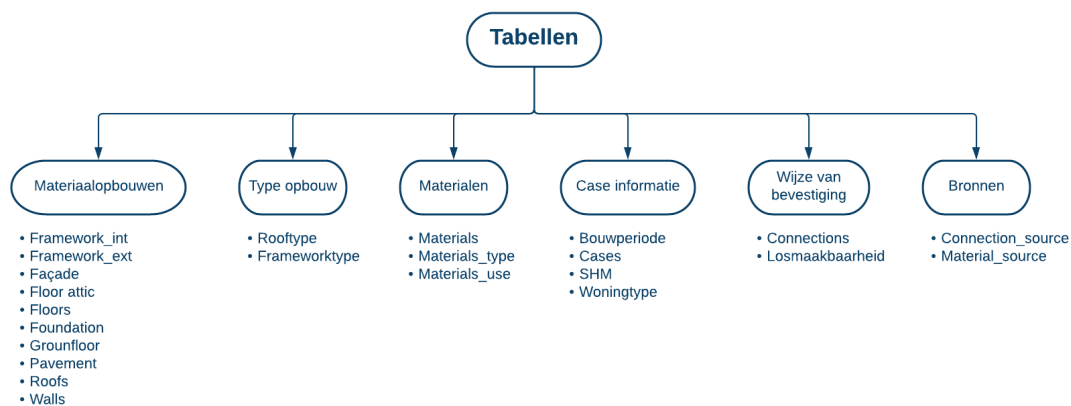 Tabellen
Materiaalopbouwen
• Framework_int
• Framework_ext
• Façade
• Floor attic
• Floors
• Foundation
• Grounfloor
• Pavement
• Roofs
• Walls
Type opbouw
• Rooftype
• Frameworktype
Materialen
• Materials
• Materials_type
• Materials_use
Case informatie
• Bouwperiode
• Cases
• SHM
• Woningtype
Wijze van
bevestiging
• Connections
• Losmaakbaarheid
Bronnen
• Connection_source
• Material_source